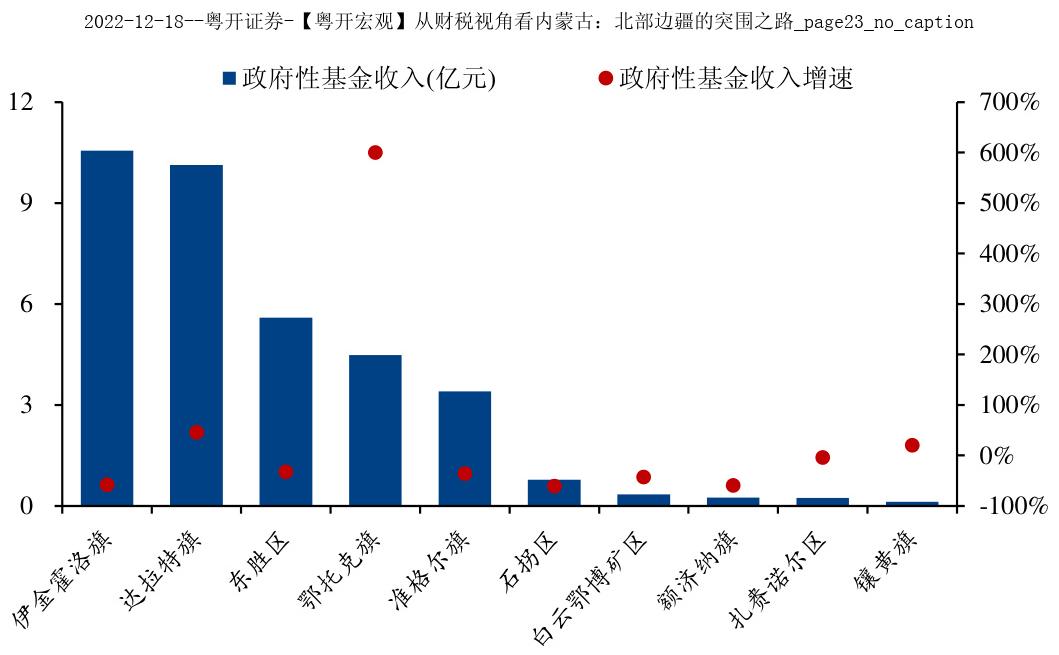 2022-12-18--粤开证券-【粤开宏观】从财税视角看内蒙古：北部边疆的突围之路_page23_no_caption
政府性基金收入(亿元)
政府性基金收入增速
12
9
6
3
0
700%
600%
500%
400%
300%
200%
100%
0%
-100%
伊金霍洛旗
达拉特旗
东胜区
鄂托克旗
准格尔旗
石拐区
白云鄂博矿区
额济纳旗
扎赉诺尔区
镶黄旗